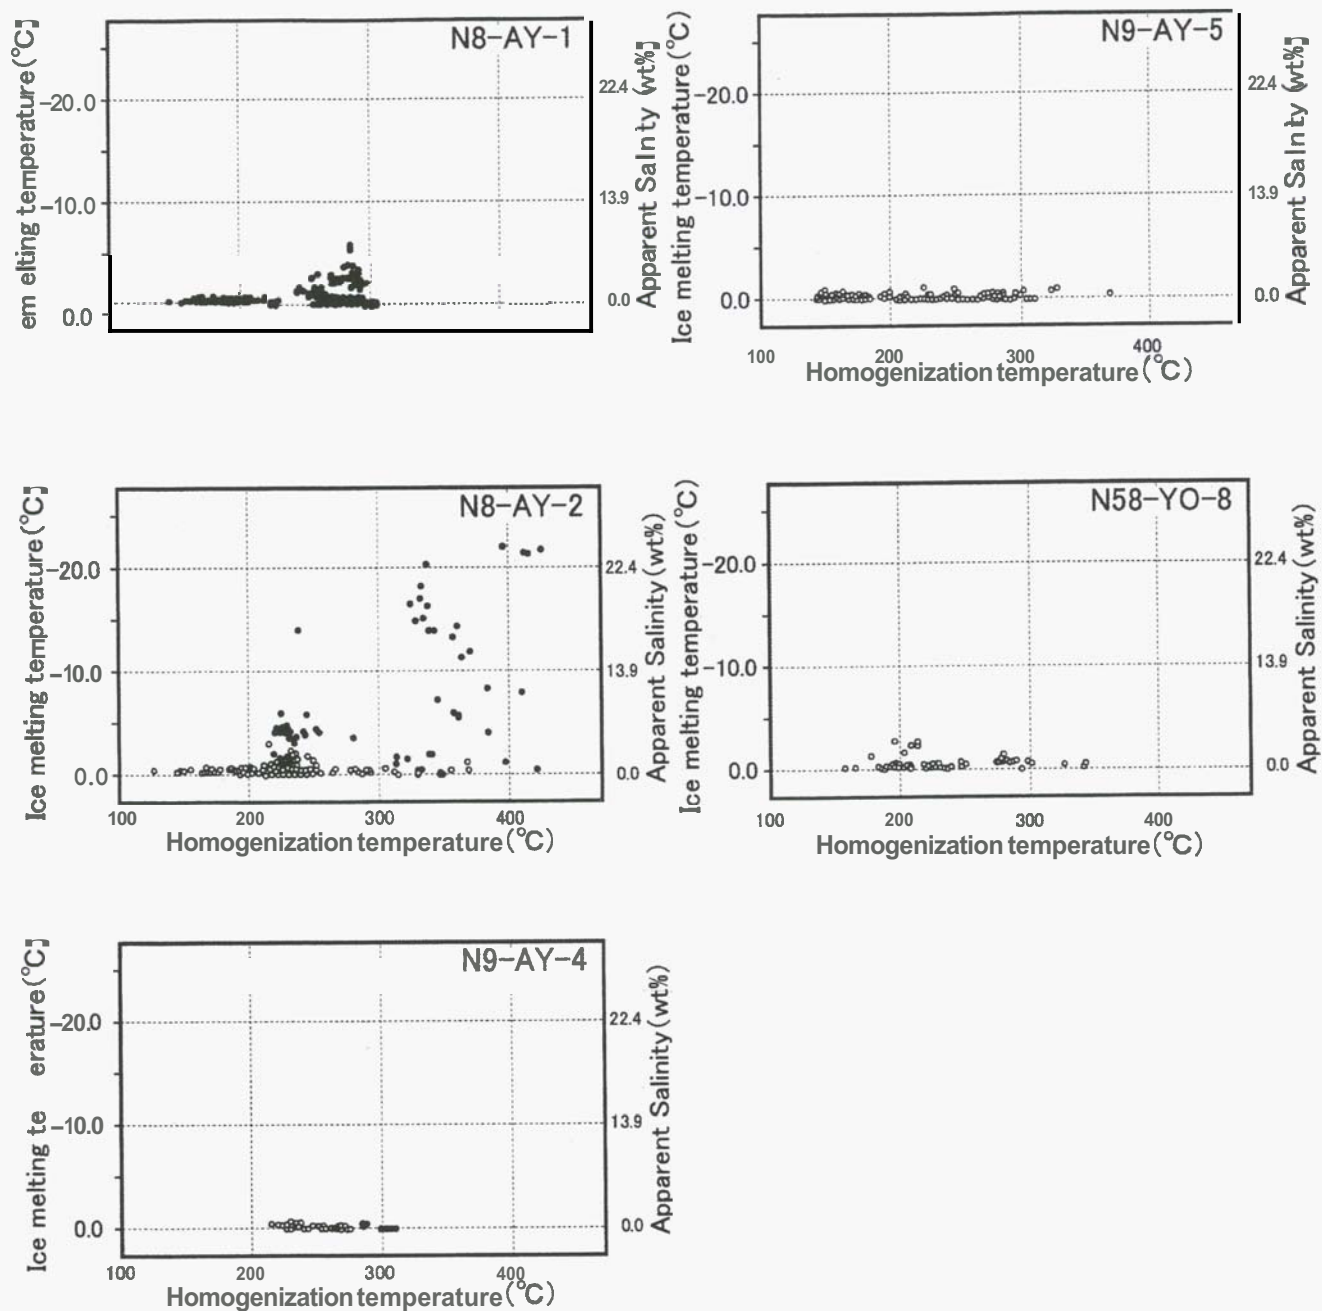 N8-AY-1
em elting temperature(℃)
-20.0
-10.0
0.0
22.4
13.9
0.0
Apparent Salnty (wt%)
N9-AY-5
Ice melting temperature(℃)
-20.0
-10.0
0.0
22.4
13.9
0.0
Apparent Salnty (wt%)
100 200 300 400
Homogenization temperature(℃)
N8-AY-2
Ice melting temperature(℃)
-20.0
-10.0
0.0
22.4
13.9
0.0
Apparent Salinity(wt%)
100 200 300 400
Homogenization temperature(℃)
N58-YO-8
Ice melting temperature(℃)
-20.0
-10.0
0.0
22.4
13.9
0.0
Apparent Salinity(wt%)
100 200 300 400
Homogenization temperature(℃)
N9-AY-4
Ice melting te erature(℃)
-20.0
-10.0
0.0
22.4
13.9
0.0
Apparent Salinity(wt%)
100 200 300 400
Homogenization temperature(℃)